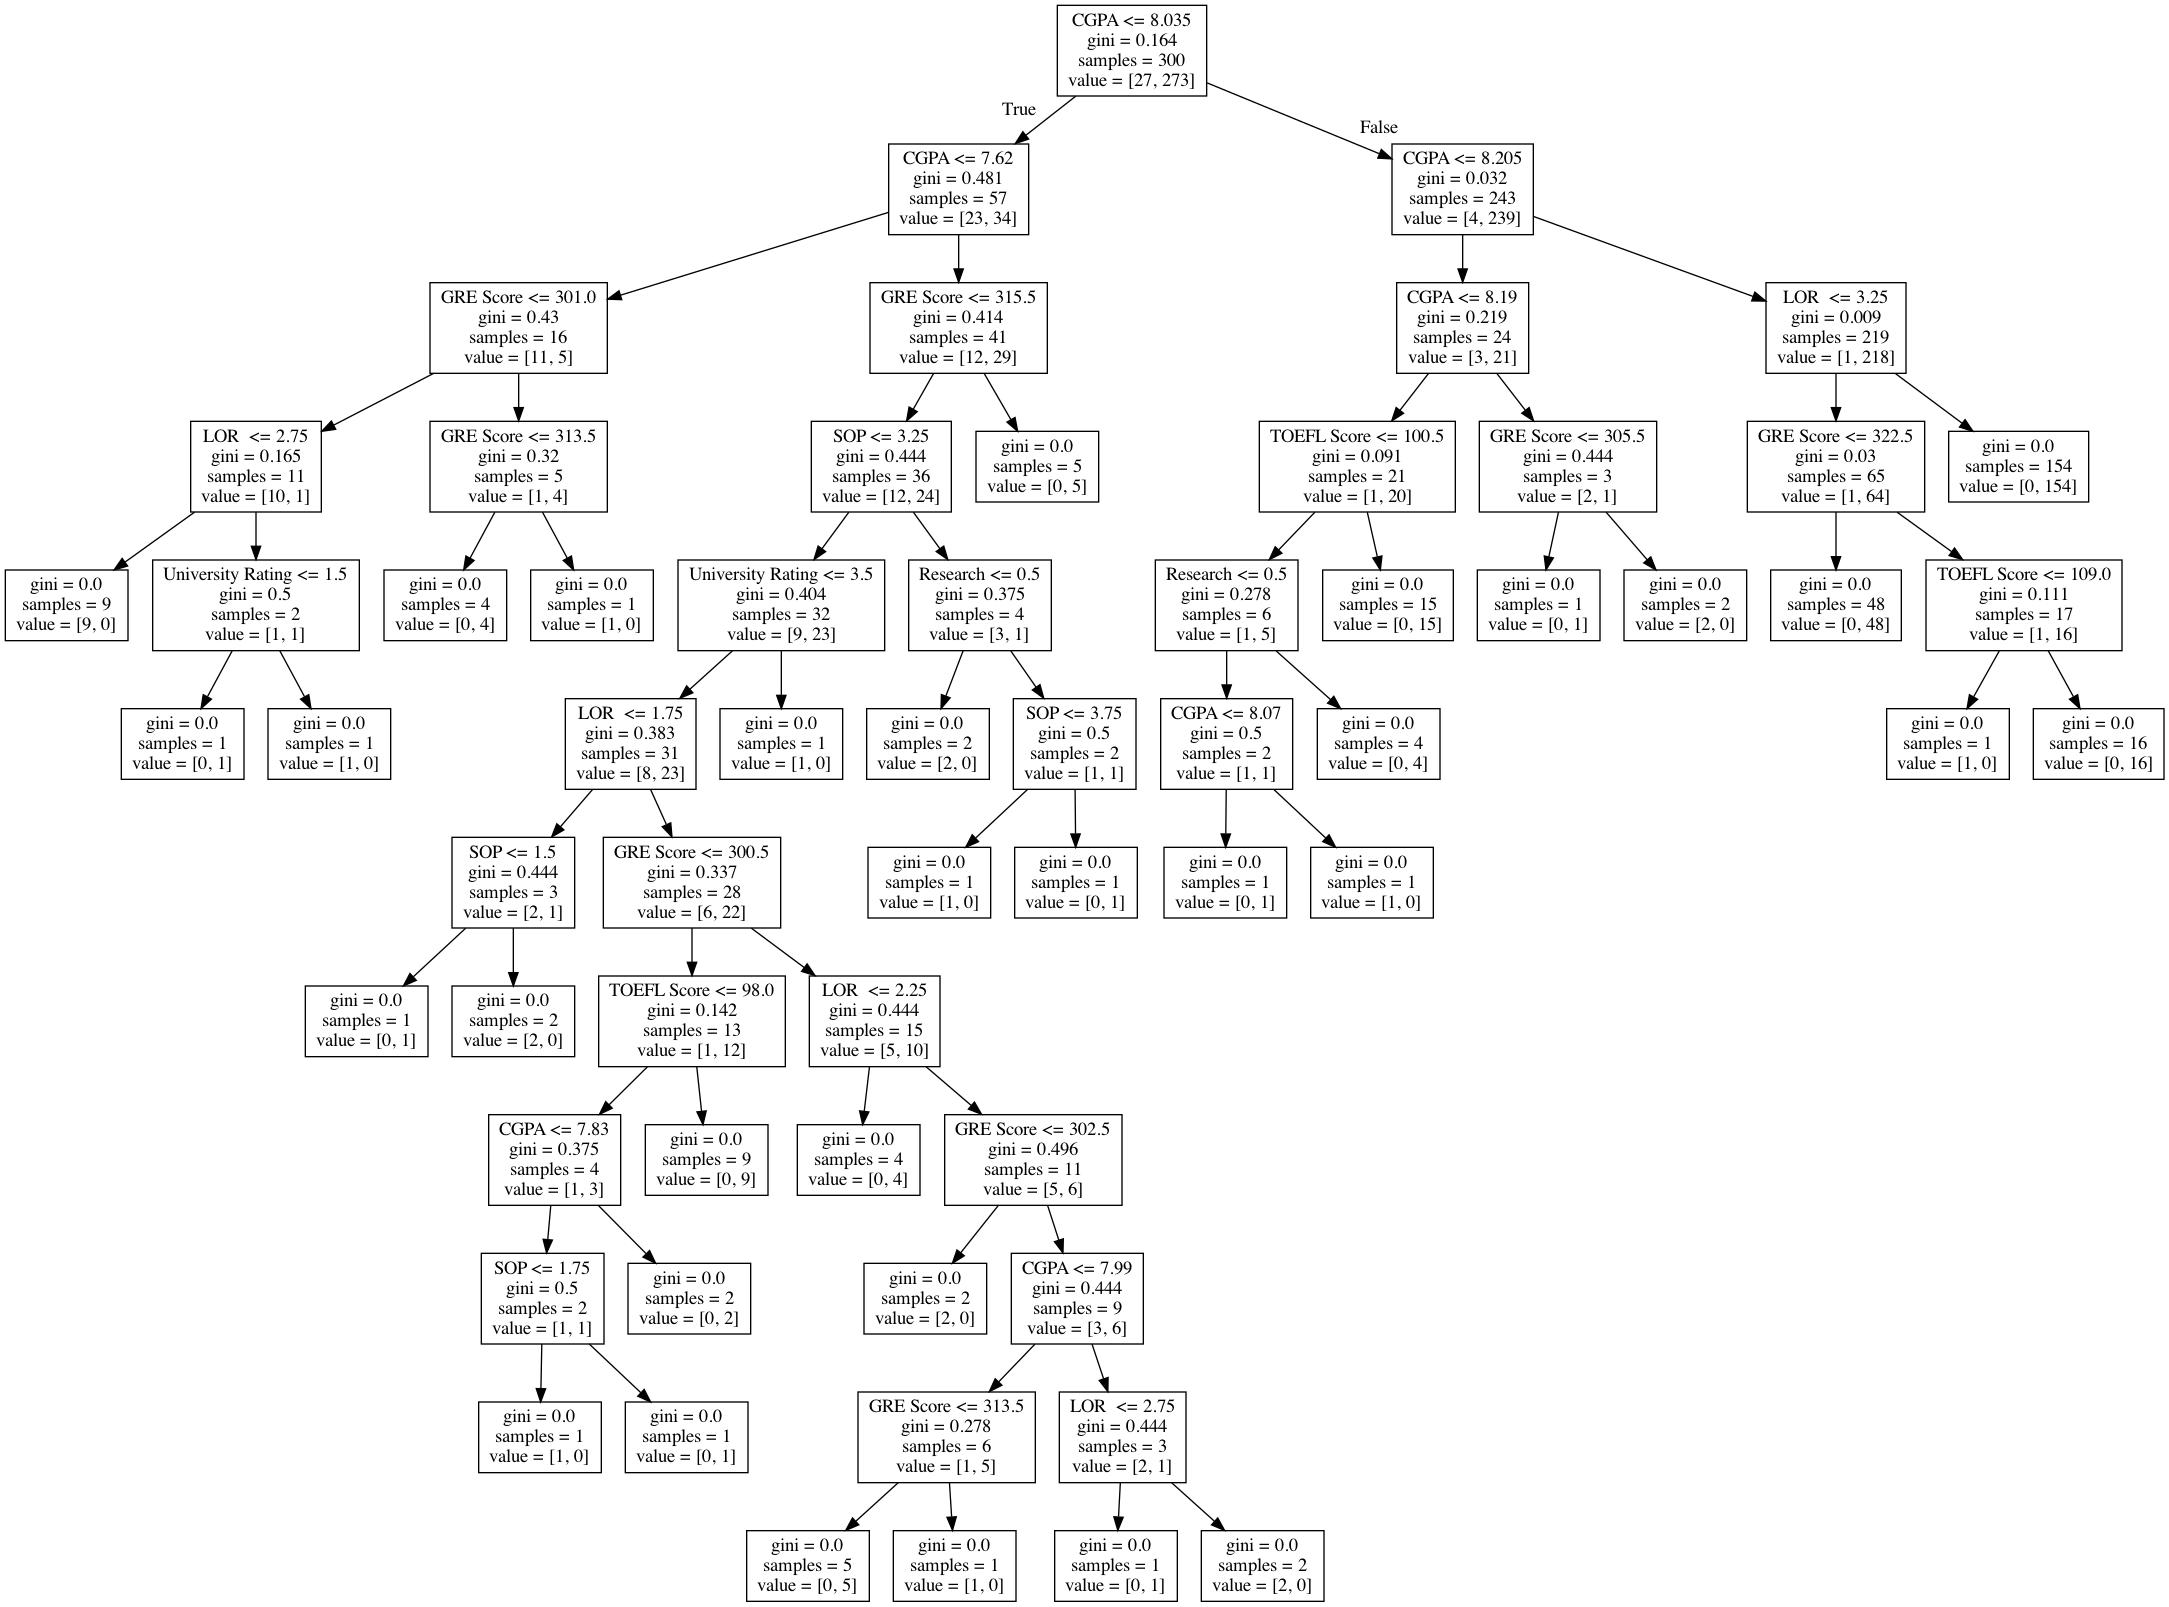 CGPA <= 8.035
gini = 0.164
samples = 300
value = [27, 273]
True
False
CGPA <= 7.62
gini = 0.481
samples = 57
value = [23, 34]
CGPA <= 8.205
gini = 0.032
samples = 243
value = [4, 239]
GRE Score <= 301.0
gini = 0.43
samples = 16
value = [11, 5]
GRE Score <= 315.5
gini = 0.414
samples = 41
value = [12, 29]
CGPA <= 8.19
gini = 0.219
samples = 24
value = [3, 21]
LOR <= 3.25
gini = 0.009
samples = 219
value = [1, 218]
LOR <= 2.75
gini = 0.165
samples = 11
value = [10, 1]
GRE Score <= 313.5
gini = 0.32
samples = 5
value = [1, 4]
SOP <= 3.25
gini = 0.444
samples = 36
value = [12, 24]
gini = 0.0
samples = 5
value = [0, 5]
TOEFL Score <= 100.5
gini = 0.091
samples = 21
value = [1, 20]
GRE Score <= 305.5
gini = 0.444
samples = 3
value = [2, 1]
GRE Score <= 322.5
gini = 0.03
samples = 65
value = [1, 64]
gini = 0.0
samples = 154
value = [0, 154]
gini = 0.0
samples = 9
value = [9, 0]
University Rating <= 1.5
gini = 0.5
samples = 2
value = [1, 1]
gini = 0.0
samples = 4
value = [0, 4]
gini = 0.0
samples = 1
value = [1, 0]
University Rating <= 3.5
gini = 0.404
samples = 32
value = [9, 23]
Research <= 0.5
gini = 0.375
samples = 4
value = [3, 1]
Research <= 0.5
gini = 0.278
samples = 6
value = [1, 5]
gini = 0.0
samples = 15
value = [0, 15]
gini = 0.0
samples = 1
value = [0, 1]
gini = 0.0
samples = 2
value = [2, 0]
gini = 0.0
samples = 48
value = [0, 48]
TOEFL Score <= 109.0
gini = 0.111
samples = 17
value = [1, 16]
gini = 0.0
samples = 1
value = [0, 1]
gini = 0.0
samples = 1
value = [1, 0]
LOR <= 1.75
gini = 0.383
samples = 31
value = [8, 23]
gini = 0.0
samples = 1
value = [1, 0]
gini = 0.0
samples = 2
value = [2, 0]
SOP <= 3.75
gini = 0.5
samples = 2
value = [1, 1]
CGPA <= 8.07
gini = 0.5
samples = 2
value = [1, 1]
gini = 0.0
samples = 4
value = [0, 4]
gini = 0.0
samples = 1
value = [1, 0]
gini = 0.0
samples = 16
value = [0, 16]
SOP <= 1.5
gini = 0.444
samples = 3
value = [2, 1]
GRE Score <= 300.5
gini = 0.337
samples = 28
value = [6, 22]
gini = 0.0
samples = 1
value = [1, 0]
gini = 0.0
samples = 1
value = [0, 1]
gini = 0.0
samples = 1
value = [0, 1]
gini = 0.0
samples = 1
value = [1, 0]
gini = 0.0
samples = 1
value = [0, 1]
gini = 0.0
samples = 2
value = [2, 0]
TOEFL Score <= 98.0
gini = 0.142
samples = 13
value = [1, 12]
LOR <= 2.25
gini = 0.444
samples = 15
value = [5, 10]
CGPA <= 7.83
gini = 0.375
samples = 4
value = [1, 3]
gini = 0.0
samples = 9
value = [0, 9]
gini = 0.0
samples = 4
value = [0, 4]
GRE Score <= 302.5
gini = 0.496
samples = 11
value = [5, 6]
SOP <= 1.75
gini = 0.5
samples = 2
value = [1, 1]
gini = 0.0
samples = 2
value = [0, 2]
gini = 0.0
samples = 2
value = [2, 0]
CGPA <= 7.99
gini = 0.444
samples = 9
value = [3, 6]
gini = 0.0
samples = 1
value = [1, 0]
gini = 0.0
samples = 1
value = [0, 1]
GRE Score <= 313.5
gini = 0.278
samples = 6
value = [1, 5]
LOR <= 2.75
gini = 0.444
samples = 3
value = [2, 1]
gini = 0.0
samples = 5
value = [0, 5]
gini = 0.0
samples = 1
value = [1, 0]
gini = 0.0
samples = 1
value = [0, 1]
gini = 0.0
samples = 2
value = [2, 0]